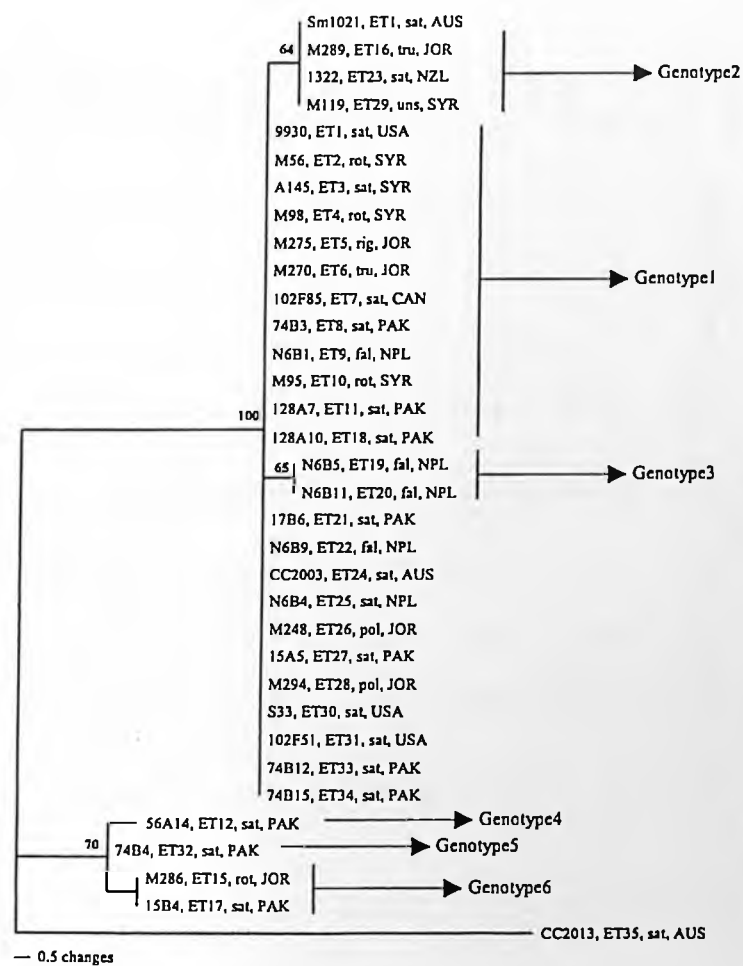 Sm1021, ET1, sat, AUS
64
M289, ET16, tru, JOR
1322, ET23, sat, NZL
Genotype2
M119, ET29, uns, SYR
9930, ET1, sat, USA
M56, ET2, rot, SYR
A145, ET3, sat, SYR
M98, ET4, rot, SYR
M275, ET5, rig, JOR
M270, ET6, tru, JOR
Genotype1
102F85, ET7, sat, CAN
74B3, ET8, sat, PAK
N6B1, ET9, fal, NPL
M95, ET10, rot, SYR
100
128A7, ET11, sat, PAK
128A10, ET18, sat, PAK
65
N6B5, ET19, fal, NPL
Genotype3
N6B11, ET20, fal, NPL
17B6, ET21, sat, PAK
N6B9, ET22, fal, NPL
CC2003, ET24, sat, AUS
N6B4, ET25, sat, NPL
M248, ET26, pol, JOR
15A5, ET27, sat, PAK
M294, ET28, pol, JOR
S33, ET30, sat, USA
102F51, ET31, sat, USA
74B12, ET33, sat, PAK
74B15, ET34, sat, PAK
56A14, ET12, sat, PAK
Genotype4
70
74B4, ET32, sat, PAK
Genotype5
M286, ET15, rot, JOR
Genotype6
15B4, ET17, sat, PAK
CC2013, ET35, sat, AUS
0.5 changes